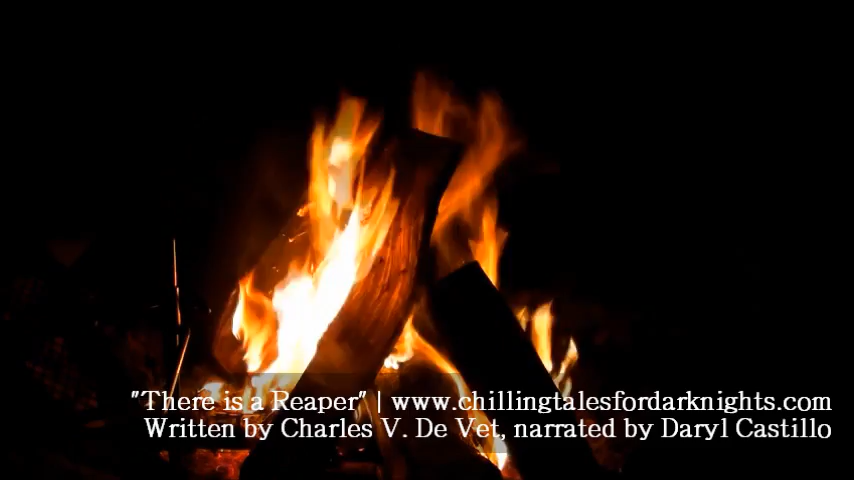 "There is a Reaper" | www.chillingtalesfordarknights.com
Written by Charles V. De Vet, narrated by Daryl Castillo